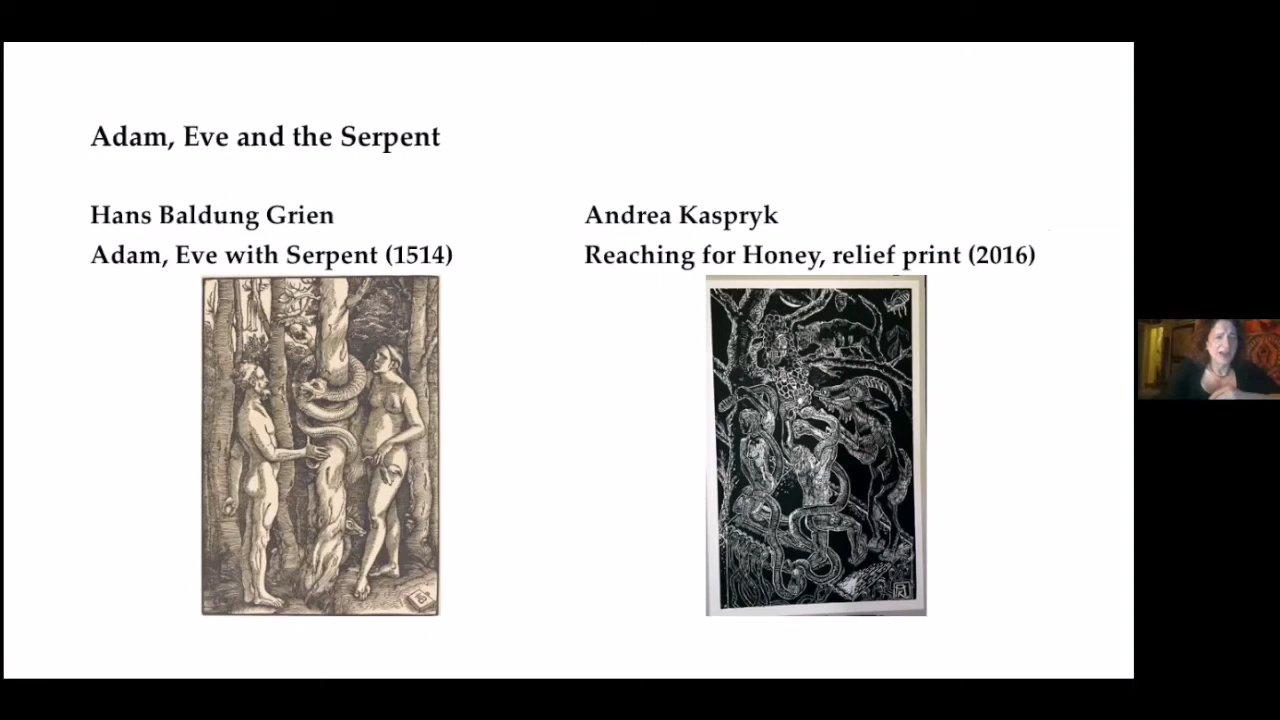 Adam, Eve and the Serpent
Hans Baldung Grien
Adam, Eve with Serpent (1514)
Andrea Kaspryk
Reaching for Honey, relief print (2016)